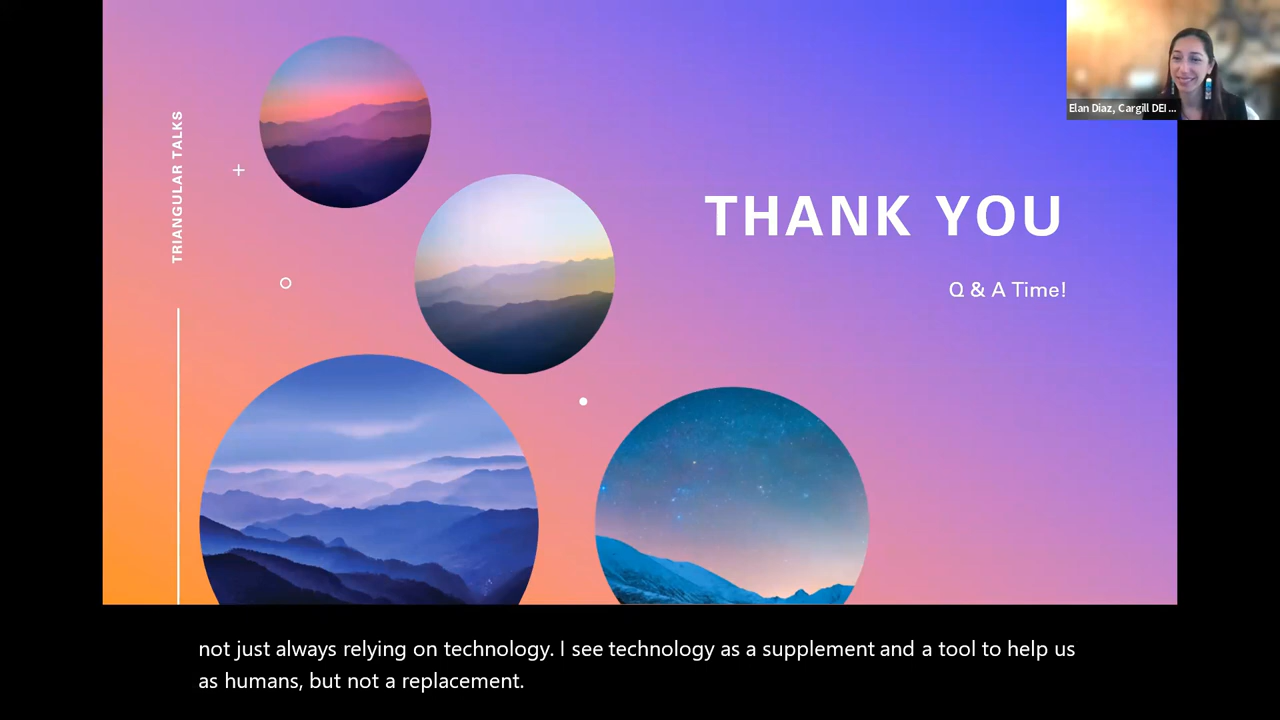 TRIANGULAR TALKS
THANK YOU
Q & A Time!
Elan Diaz, Cargill DEI ...
not just always relying on technology. I see technology as a supplement and a tool to help us
as humans, but not a replacement.